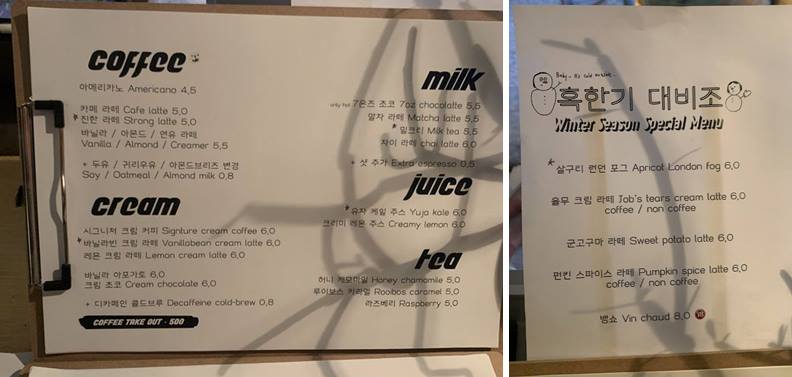 coffee
아메리카노 Americano 4,5
카페 라떼 Cafe latte 5,0
* 진한 라떼 Strong latte 5,0
바닐라 / 아몬드 / 연유 라떼
Vanilla / Almond / Creamer 5,5
+ 두유 / 귀리우유 / 아몬드브리즈 변경
Soy / Oatmeal / Almond milk 0,8
cream
시그니처 크림 커피 Signture cream coffee 6,0
* 바닐라빈 크림 라떼 Vanillabean cream latte 6,0
레몬 크림 라떼 Lemon cream latte 6,0
바닐라 아포가토 6,0
크림 초코 Cream chocolate 6,0
+ 디카페인 콜드브루 Decaffeine cold-brew 0,8
COFFEE TAKE OUT - 500
milk
only hot 7온즈 초코 7oz chocolate 5,5
말차 라떼 Matcha latte 5,5
* 밀크티 Milk tea 5,5
차이 라떼 chai latte 6,0
+ 샷 추가 Extra espresso 0,5
juice
* 유자 케일 주스 Yuja kale 6,0
크리미 레몬 주스 Creamy lemon 6,0
tea
허니 캐모마일 Honey chamomile 5,0
루이보스 카라멜 Rooibos caramel 5,0
라즈베리 Raspberry 5,0
Baby~ It's cold outside~
혹한기 대비조
Winter Season Special Menu
* 살구리 런던 포그 Apricot London fog 6,0
율무 크림 라떼 Job's tears cream latte 6,0
coffee / non coffee
군고구마 라떼 Sweet potato latte 6,0
펀킨 스파이스 라떼 Pumpkin spice latte 6,0
coffee / non coffee
뱅쇼 Vin chaud 8,0